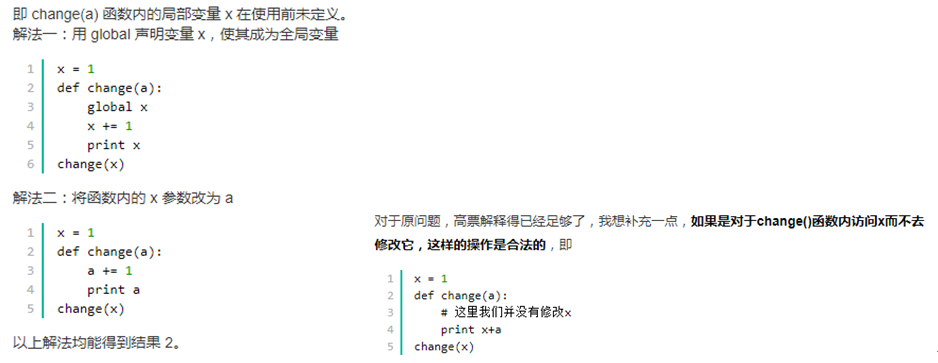 即 change(a) 函数内的局部变量 x 在使用前未定义。
解法一：用 global 声明变量 x，使其成为全局变量
1 x = 1
2 def change(a):
3     global x
4     x += 1
5     print x
6 change(x)
解法二：将函数内的 x 参数改为 a
1 x = 1
2 def change(a):
3     a += 1
4     print a
5 change(x)
以上解法均能得到结果 2。
对于原问题，高票解释得已经足够了，我想补充一点，如果是对于change()函数内访问x而不去
修改它，这样的操作是合法的，即
1 x = 1
2 def change(a):
3     # 这里我们并没有修改x
4     print x+a
5 change(x)